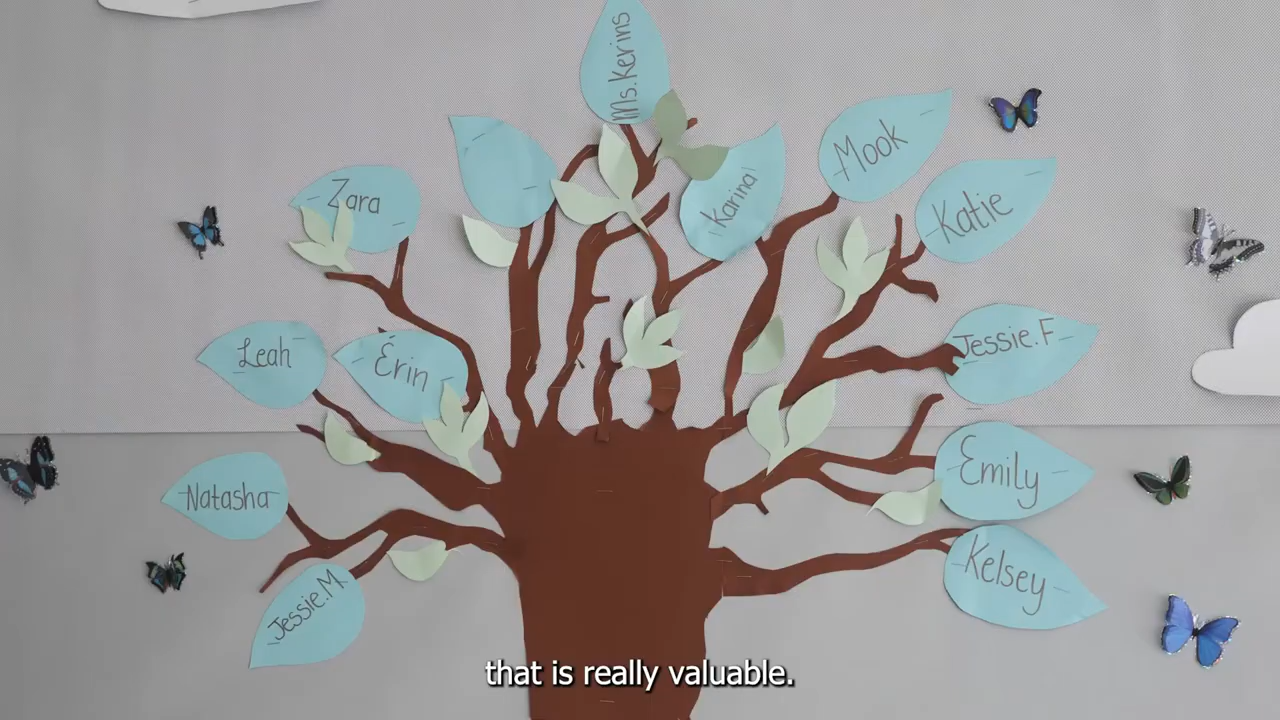 Ms.Kerins
Mook
Zara
Karina
Katie
Leah
Erin
Jessie.F
Natasha
Emily
Jessie.M
Kelsey
that is really valuable.